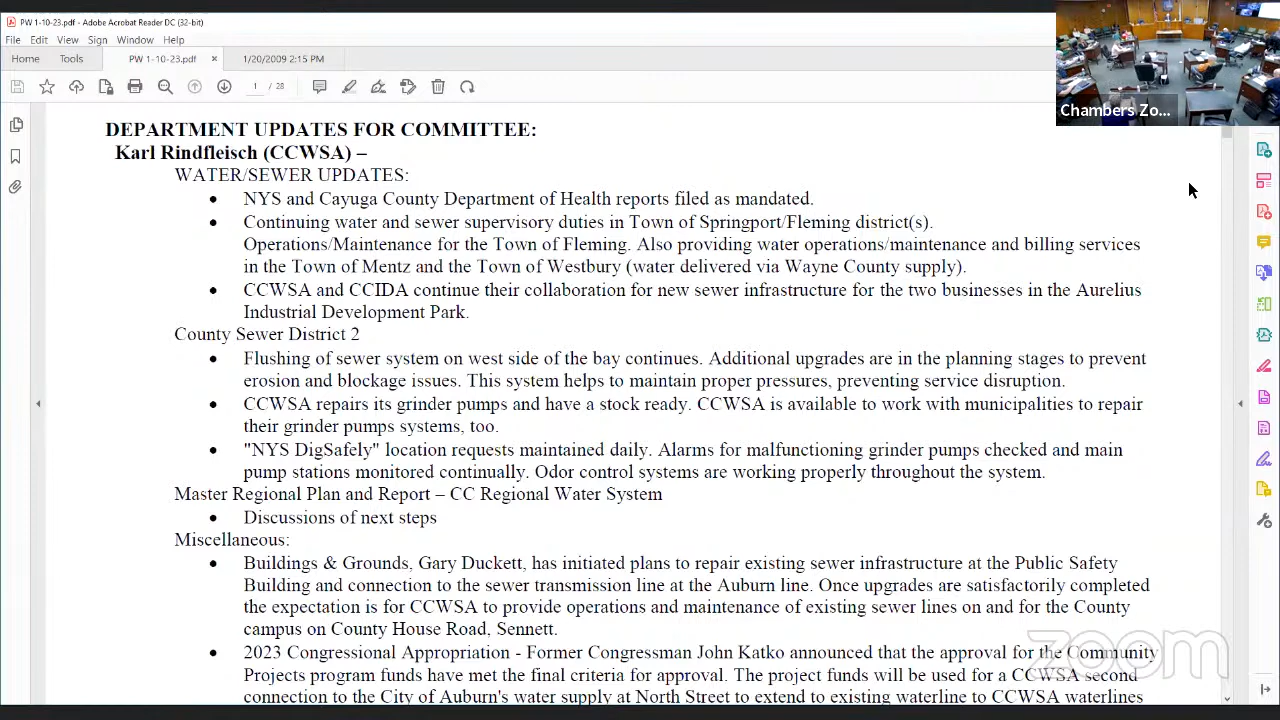 PW 1-10-23.pdf - Adobe Acrobat Reader DC (32-bit)
File Edit View Sign Window Help
Home Tools PW 1-10-23.pdf × 1/20/2009 2:15 PM
1 / 28
Chambers Zo...
DEPARTMENT UPDATES FOR COMMITTEE:
Karl Rindfleisch (CCWSA) –
WATER/SEWER UPDATES:
• NYS and Cayuga County Department of Health reports filed as mandated.
• Continuing water and sewer supervisory duties in Town of Springport/Fleming district(s).
Operations/Maintenance for the Town of Fleming. Also providing water operations/maintenance and billing services
in the Town of Mentz and the Town of Westbury (water delivered via Wayne County supply).
• CCWSA and CCIDA continue their collaboration for new sewer infrastructure for the two businesses in the Aurelius
Industrial Development Park.
County Sewer District 2
• Flushing of sewer system on west side of the bay continues. Additional upgrades are in the planning stages to prevent
erosion and blockage issues. This system helps to maintain proper pressures, preventing service disruption.
• CCWSA repairs its grinder pumps and have a stock ready. CCWSA is available to work with municipalities to repair
their grinder pumps systems, too.
• "NYS DigSafely" location requests maintained daily. Alarms for malfunctioning grinder pumps checked and main
pump stations monitored continually. Odor control systems are working properly throughout the system.
Master Regional Plan and Report – CC Regional Water System
• Discussions of next steps
Miscellaneous:
• Buildings & Grounds, Gary Duckett, has initiated plans to repair existing sewer infrastructure at the Public Safety
Building and connection to the sewer transmission line at the Auburn line. Once upgrades are satisfactorily completed
the expectation is for CCWSA to provide operations and maintenance of existing sewer lines on and for the County
campus on County House Road, Sennett.
• 2023 Congressional Appropriation - Former Congressman John Katko announced that the approval for the Community
Projects program funds have met the final criteria for approval. The project funds will be used for a CCWSA second
connection to the City of Auburn's water supply at North Street to extend to existing waterline to CCWSA waterlines
zoom